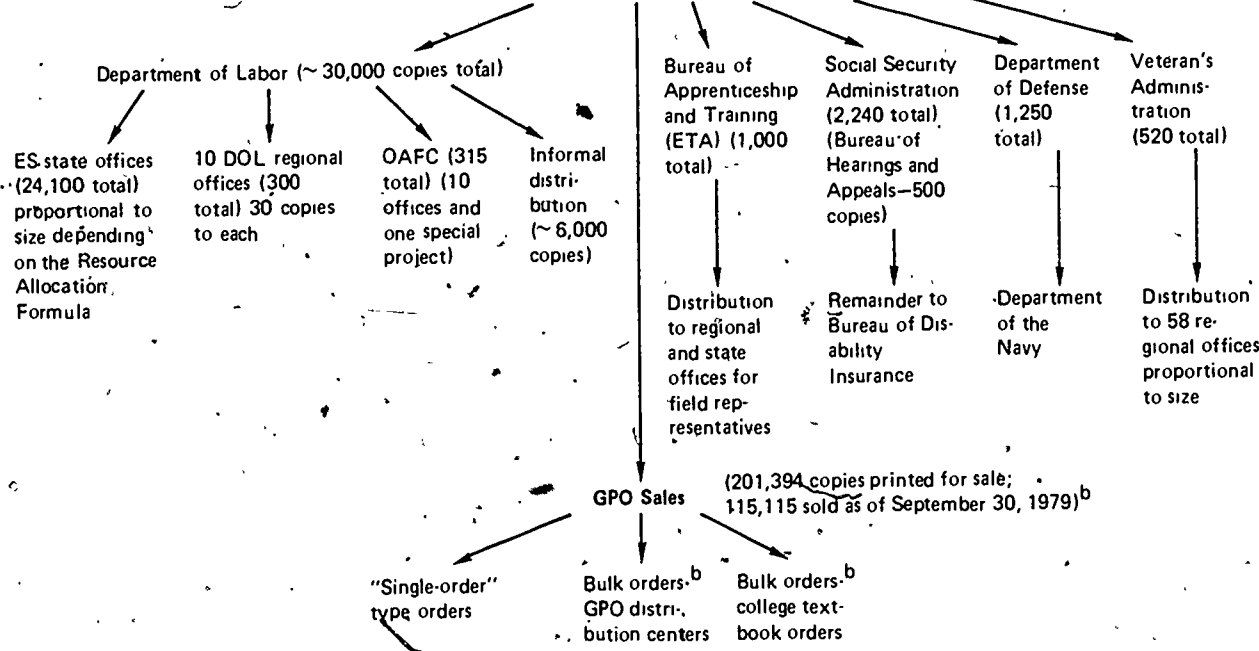 Department of Labor (~ 30,000 copies total)
ES state offices
(24,100 total)
proportional to
size depending
on the Resource
Allocation
Formula
10 DOL regional
offices (300
total) 30 copies
to each
OAFC (315
total) (10
offices and
one special
project)
Informal
distri-
bution
(~ 6,000
copies)
Bureau of
Apprenticeship
and Training
(ETA) (1,000
total)
Social Security
Administration
(2,240 total)
(Bureau of
Hearings and
Appeals—500
copies)
Department
of Defense
(1,250
total)
Veteran's
Adminis-
tration
(520 total)
Distribution
to regional
and state
offices for
field rep-
resentatives
Remainder to
Bureau of Dis-
ability
Insurance
Department
of the
Navy
Distribution
to 58 re-
gional offices
proportional
to size
GPO Sales
(201,394 copies printed for sale;
115,115 sold as of September 30, 1979)b
"Single-order"
type orders
Bulk orders-b
GPO distri-
bution centers
Bulk orders-b
college text-
book orders